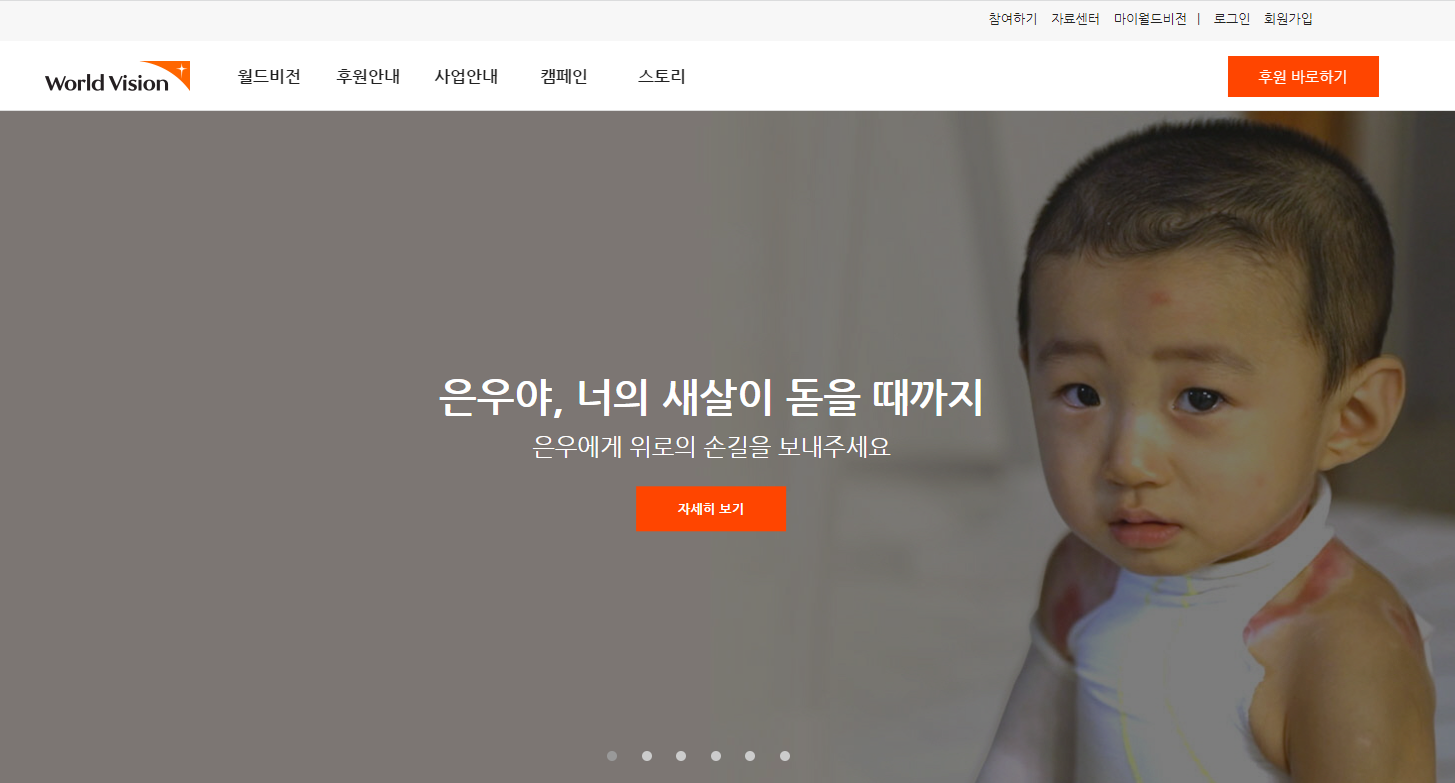 참여하기 자료센터 마이월드비전 | 로그인 회원가입
World Vision 월드비전 후원안내 사업안내 캠페인 스토리 후원 바로하기
은우야, 너의 새살이 돋을 때까지
은우에게 위로의 손길을 보내주세요
자세히 보기